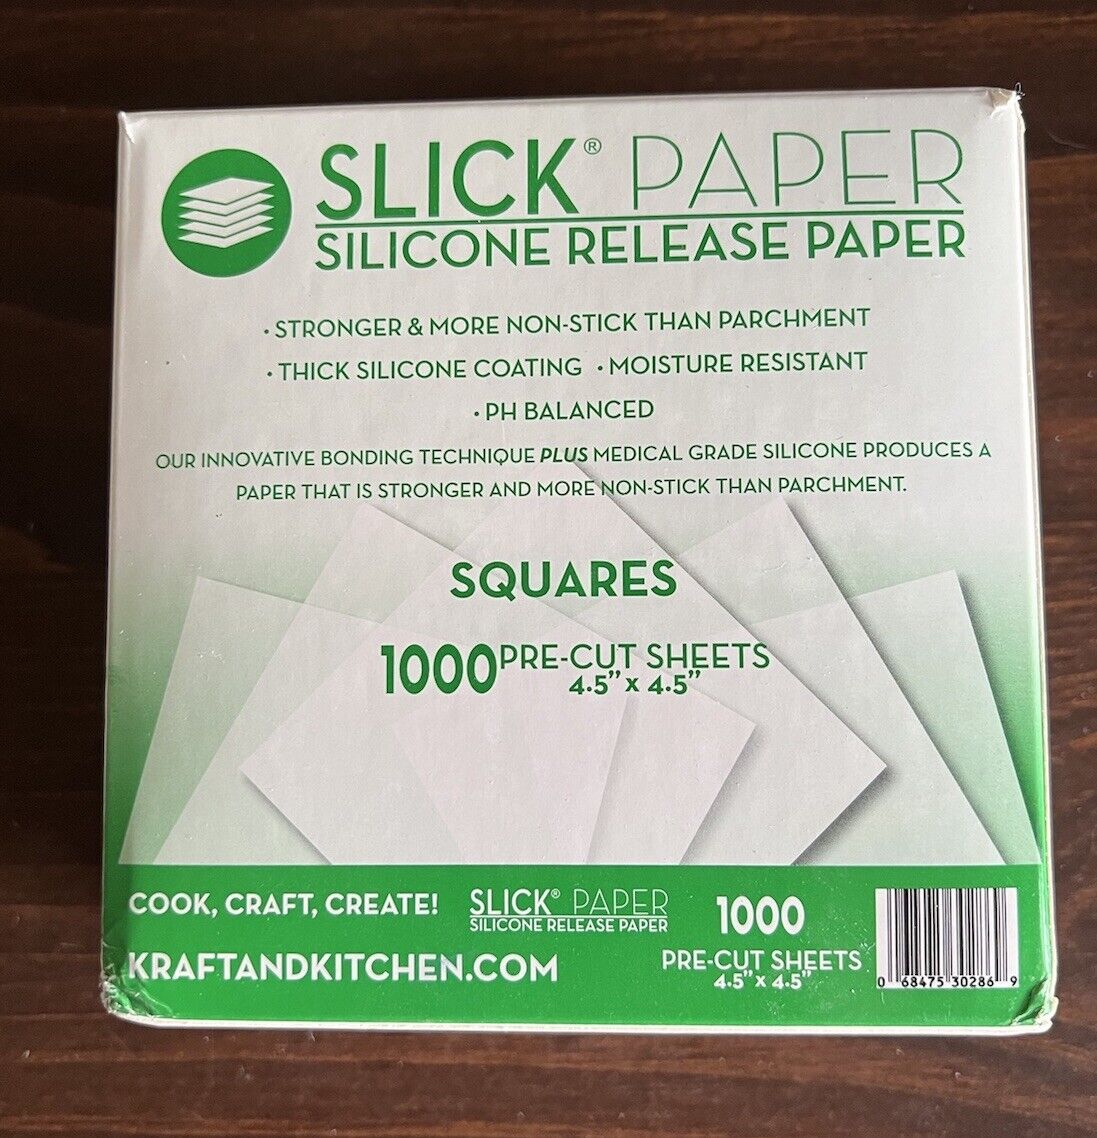 SLICK® PAPER
SILICONE RELEASE PAPER
· STRONGER & MORE NON-STICK THAN PARCHMENT
· THICK SILICONE COATING · MOISTURE RESISTANT
· PH BALANCED
OUR INNOVATIVE BONDING TECHNIQUE PLUS MEDICAL GRADE SILICONE PRODUCES A
PAPER THAT IS STRONGER AND MORE NON-STICK THAN PARCHMENT.
SQUARES
1000 PRE-CUT SHEETS
4.5” x 4.5”
COOK, CRAFT, CREATE!
KRAFTANDKITCHEN.COM
SLICK® PAPER
SILICONE RELEASE PAPER
1000
PRE-CUT SHEETS
4.5” x 4.5”
0 68475 30286 9